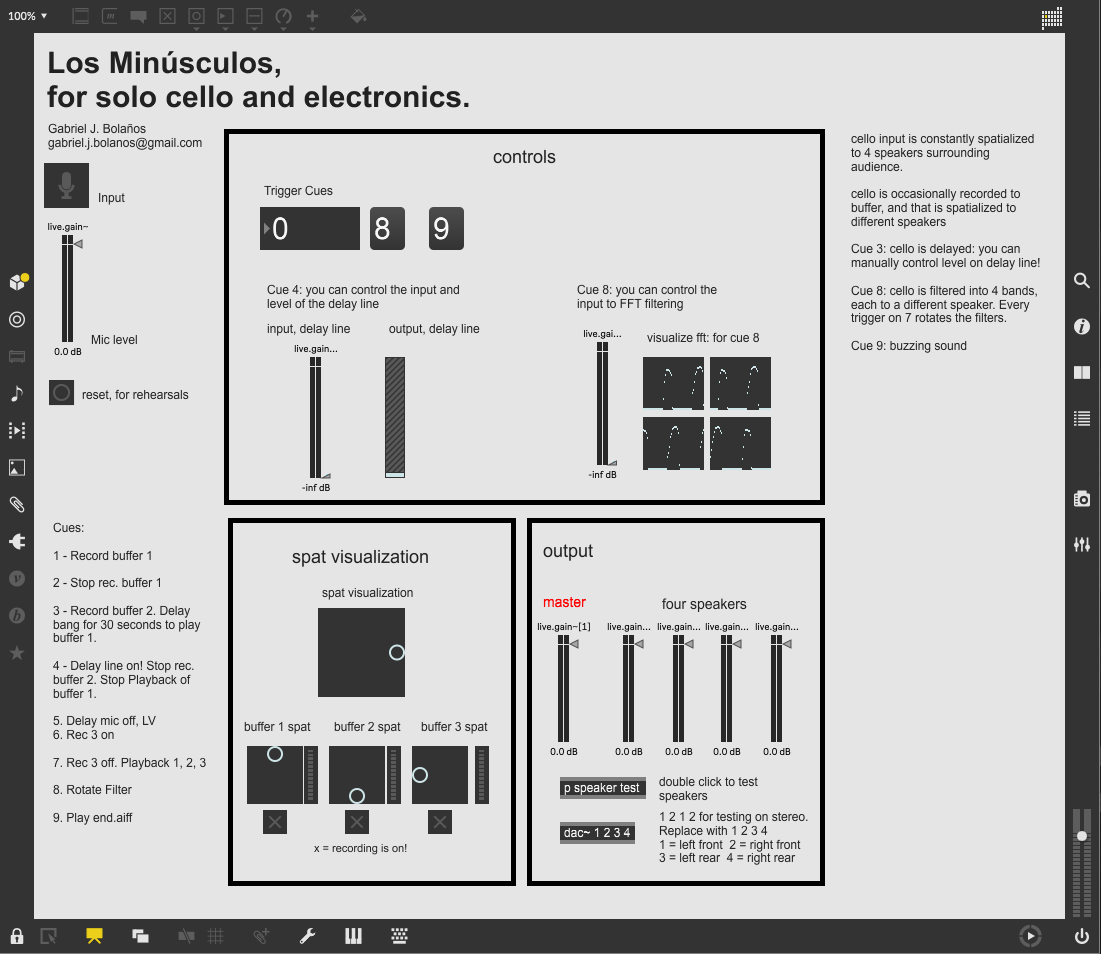 100%
Los Minúsculos,
for solo cello and electronics.
Gabriel J. Bolaños
gabriel.j.bolanos@gmail.com
Input
live.gain~
Mic level
0.0 dB
reset, for rehearsals
controls
Trigger Cues
0 8 9
Cue 4: you can control the input and
level of the delay line
input, delay line output, delay line
live.gain...
-inf dB
Cue 8: you can control the
input to FFT filtering
live.gai...
visualize fft: for cue 8
-inf dB
cello input is constantly spatialized
to 4 speakers surrounding
audience.
cello is occasionally recorded to
buffer, and that is spatialized to
different speakers
Cue 3: cello is delayed: you can
manually control level on delay line!
Cue 8: cello is filtered into 4 bands,
each to a different speaker. Every
trigger on 7 rotates the filters.
Cue 9: buzzing sound
Cues:
1 - Record buffer 1
2 - Stop rec. buffer 1
3 - Record buffer 2. Delay
bang for 30 seconds to play
buffer 1.
4 - Delay line on! Stop rec.
buffer 2. Stop Playback of
buffer 1.
5. Delay mic off, LV
6. Rec 3 on
7. Rec 3 off. Playback 1, 2, 3
8. Rotate Filter
9. Play end.aiff
spat visualization
spat visualization
buffer 1 spat buffer 2 spat buffer 3 spat
x = recording is on!
output
master four speakers
live.gain~[1] live.gain... live.gain... live.gain... live.gain...
0.0 dB 0.0 dB 0.0 dB 0.0 dB 0.0 dB
p speaker test
double click to test
speakers
dac~ 1 2 3 4
1 2 1 2 for testing on stereo.
Replace with 1 2 3 4
1 = left front 2 = right front
3 = left rear 4 = right rear